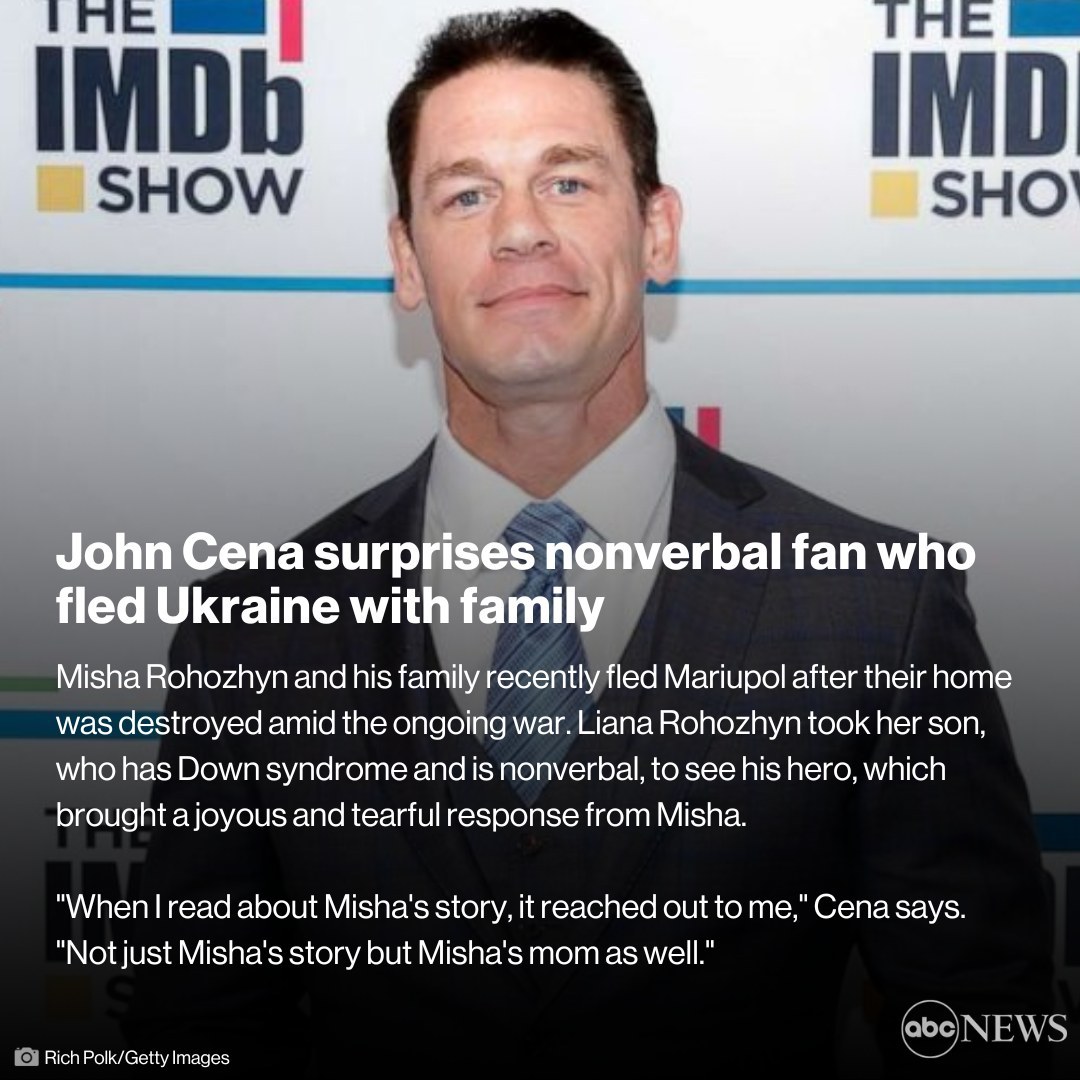 THE
IMDb
SHOW
THE
IMD
SHOW
John Cena surprises nonverbal fan who
fled Ukraine with family
Misha Rohozhyn and his family recently fled Mariupol after their home
was destroyed amid the ongoing war. Liana Rohozhyn took her son,
who has Down syndrome and is nonverbal, to see his hero, which
brought a joyous and tearful response from Misha.
"When I read about Misha's story, it reached out to me," Cena says.
"Not just Misha's story but Misha's mom as well."
THE
IM
S
abc NEWS
Rich Polk/Getty Images